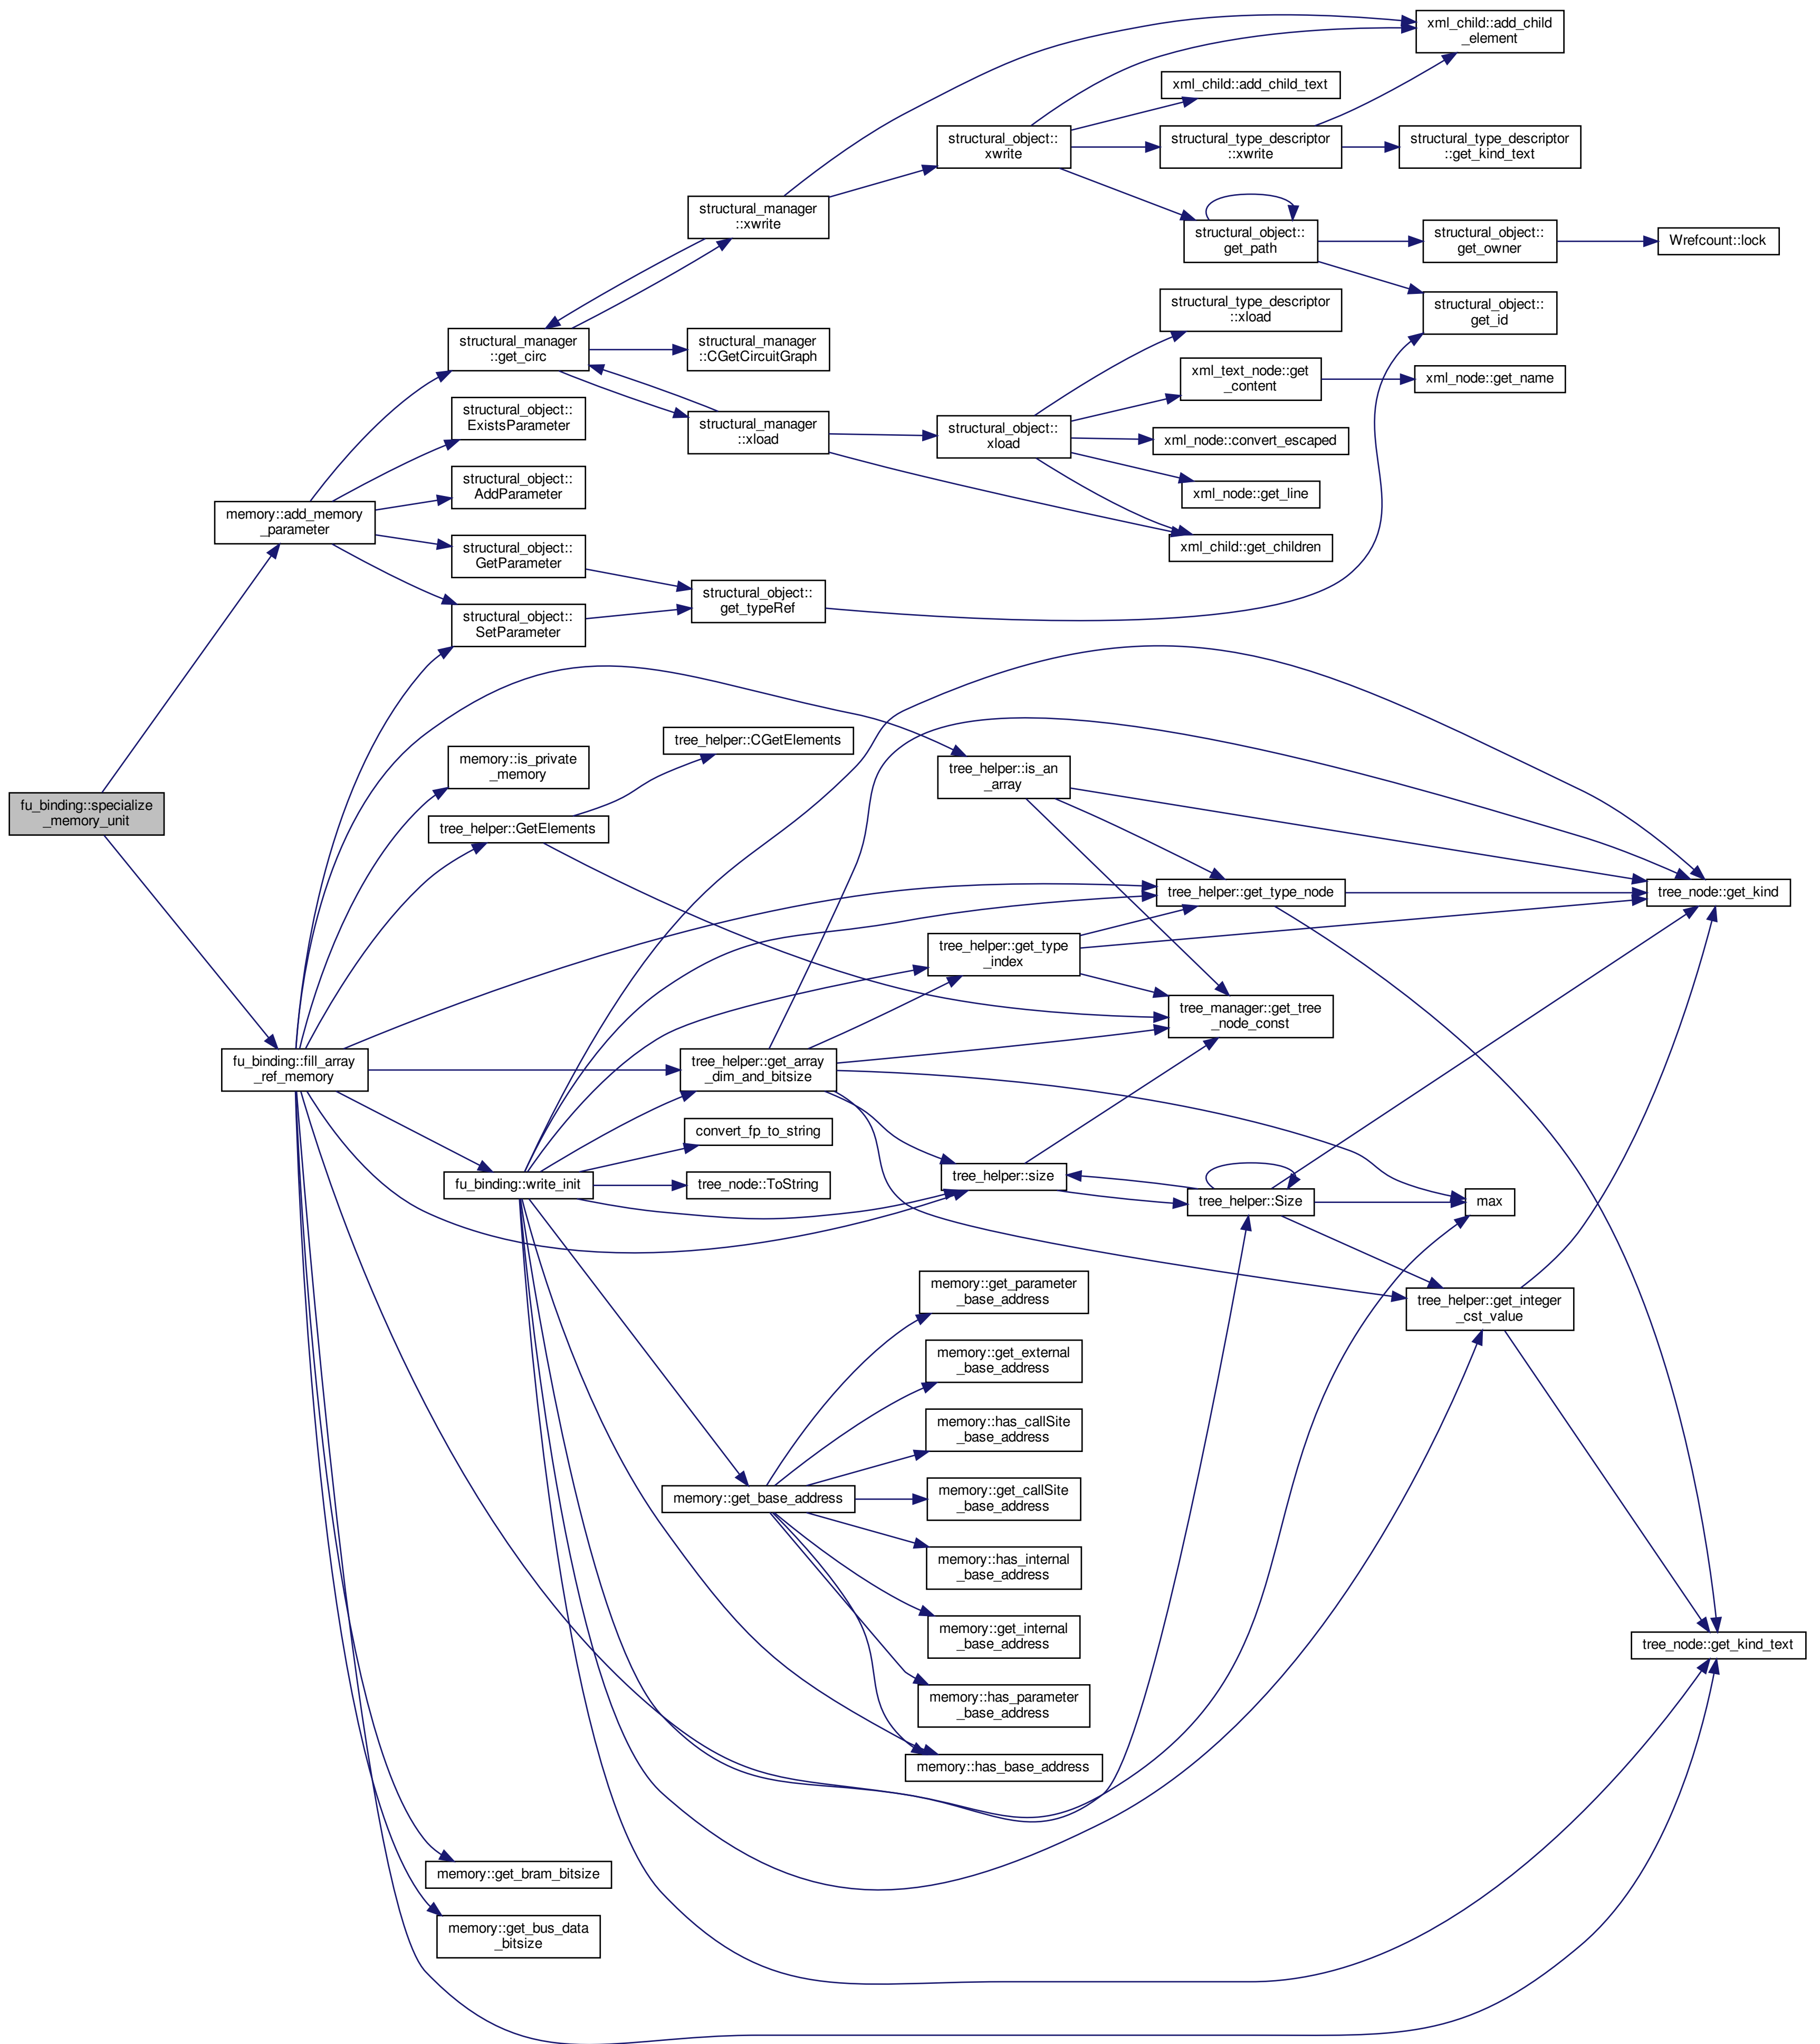 fu_binding::specialize
_memory_unit
memory::add_memory
_parameter
fu_binding::fill_array
_ref_memory
structural_manager
::get_circ
structural_object::
ExistsParameter
structural_object::
AddParameter
structural_object::
GetParameter
structural_object::
SetParameter
memory::is_private
_memory
tree_helper::GetElements
fu_binding::write_init
memory::get_bram_bitsize
memory::get_bus_data
_bitsize
structural_manager
::xwrite
structural_manager
::CGetCircuitGraph
structural_manager
::xload
structural_object::
get_typeRef
tree_helper::CGetElements
tree_helper::get_array
_dim_and_bitsize
convert_fp_to_string
tree_node::ToString
memory::get_base_address
structural_object::
xwrite
structural_object::
xload
tree_helper::is_an
_array
tree_helper::get_type
_index
tree_helper::size
memory::get_parameter
_base_address
memory::get_external
_base_address
memory::has_callSite
_base_address
memory::get_callSite
_base_address
memory::has_internal
_base_address
memory::get_internal
_base_address
memory::has_parameter
_base_address
memory::has_base_address
xml_child::add_child_text
structural_type_descriptor
::xwrite
structural_object::
get_path
structural_type_descriptor
::xload
xml_text_node::get
_content
xml_node::convert_escaped
xml_node::get_line
xml_child::get_children
tree_helper::get_type_node
tree_manager::get_tree
_node_const
tree_helper::Size
xml_child::add_child
_element
structural_type_descriptor
::get_kind_text
structural_object::
get_owner
structural_object::
get_id
xml_node::get_name
max
tree_helper::get_integer
_cst_value
Wrefcount::lock
tree_node::get_kind
tree_node::get_kind_text